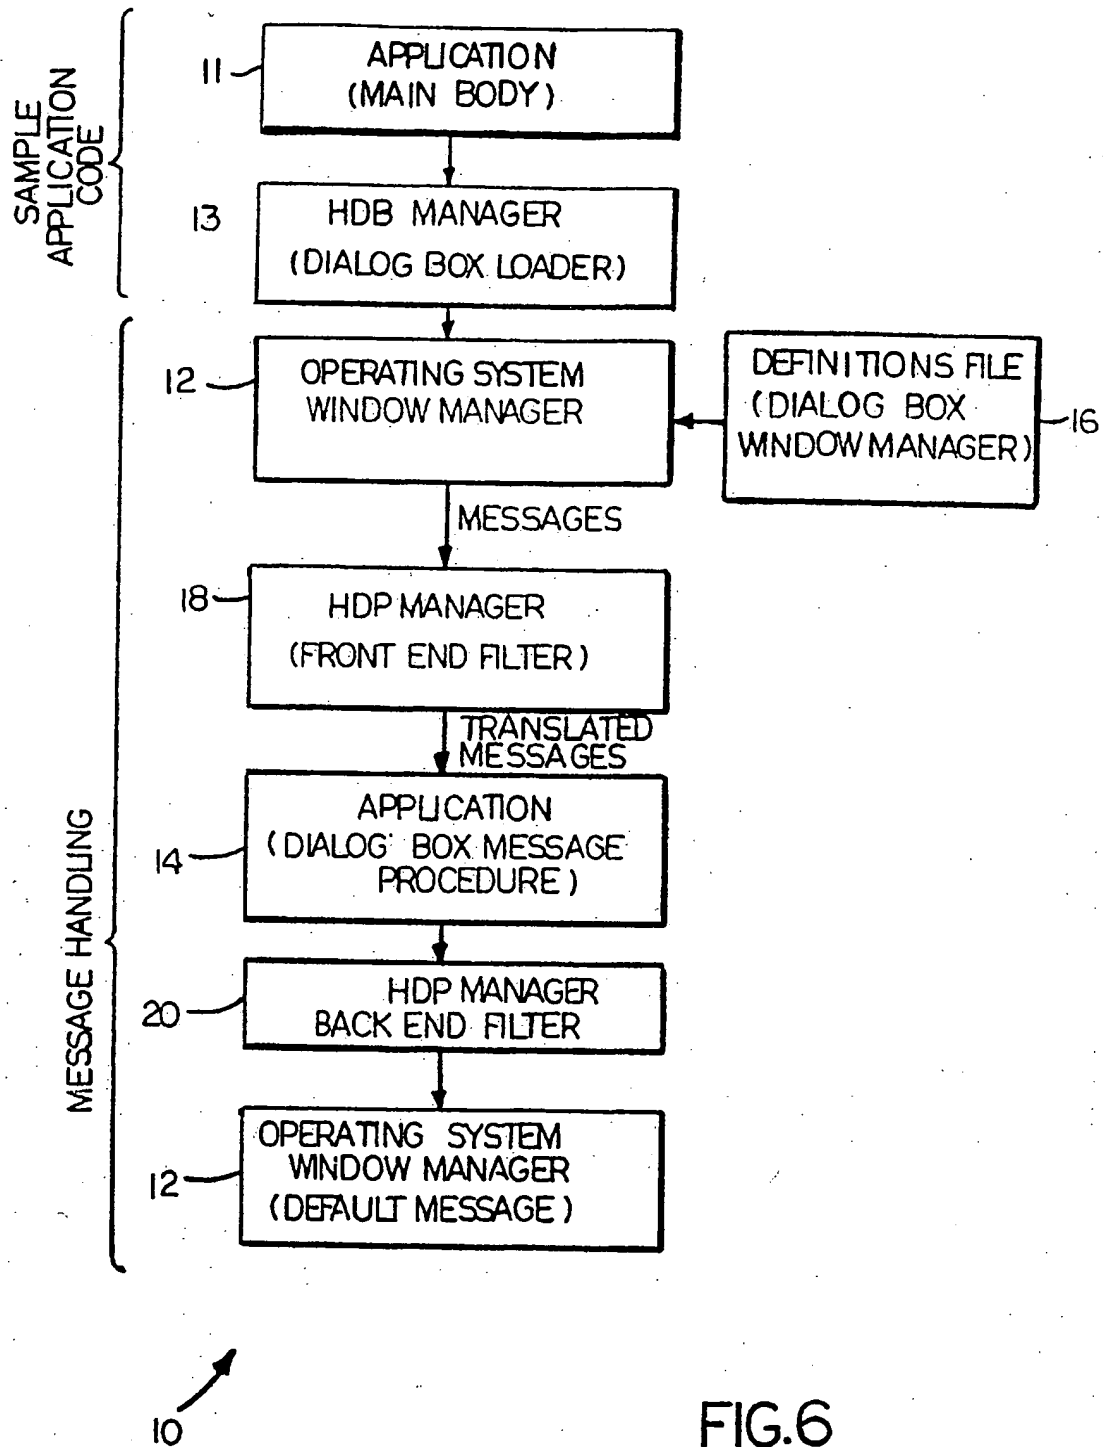 SAMPLE
APPLICATION
CODE
11
APPLICATION
(MAIN BODY)
13
HDB MANAGER
(DIALOG BOX LOADER)
12
OPERATING SYSTEM
WINDOW MANAGER
DEFINITIONS FILE
(DIALOG BOX
WINDOW MANAGER)
16
MESSAGES
18
HDP MANAGER
(FRONT END FILTER)
TRANSLATED
MESSAGES
MESSAGE HANDLING
14
APPLICATION
(DIALOG BOX MESSAGE
PROCEDURE)
20
HDP MANAGER
BACK END FILTER
12
OPERATING SYSTEM
WINDOW MANAGER
(DEFAULT MESSAGE)
10
FIG.6